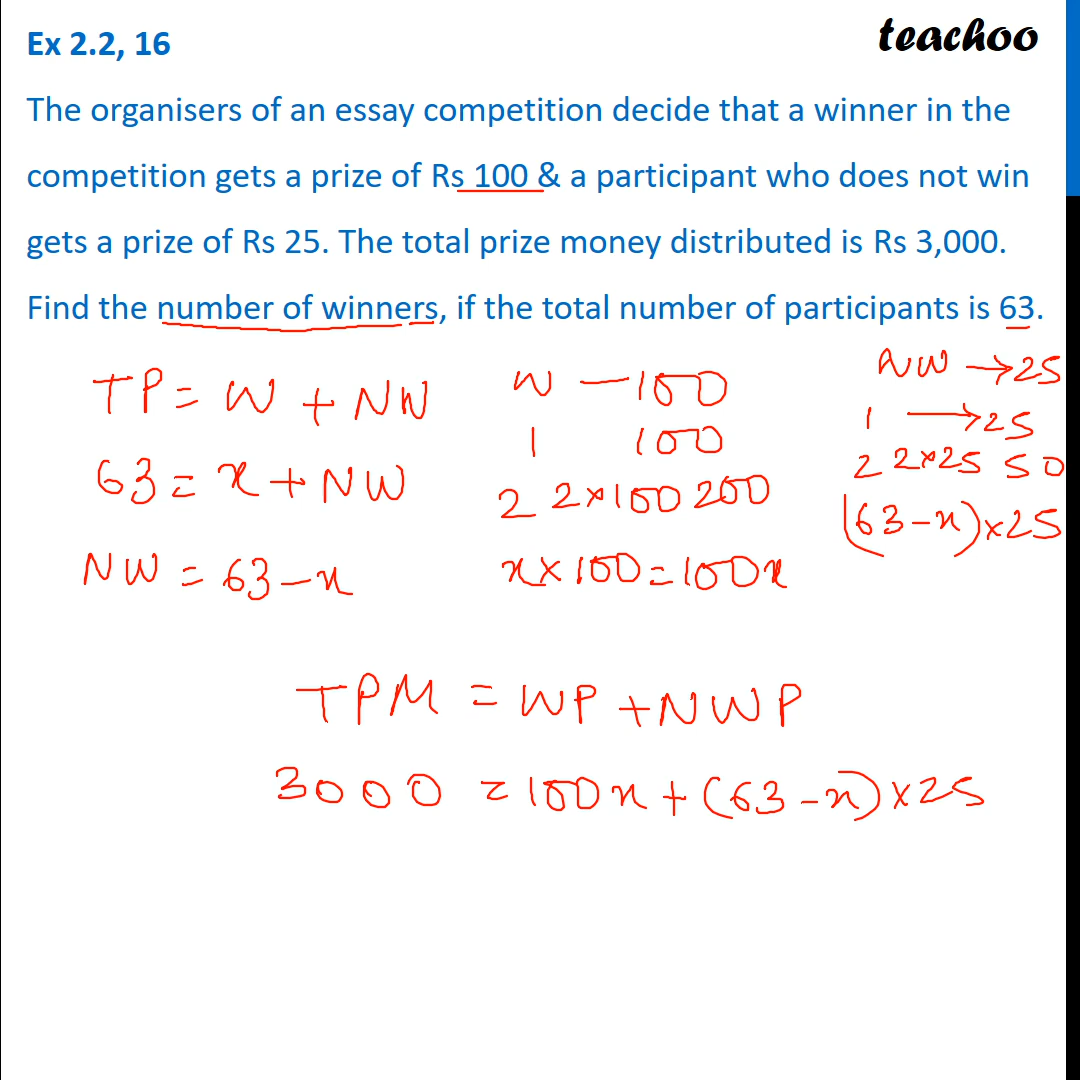 Ex 2.2, 16
teachoo
The organisers of an essay competition decide that a winner in the
competition gets a prize of Rs 100 & a participant who does not win
gets a prize of Rs 25. The total prize money distributed is Rs 3,000.
Find the number of winners, if the total number of participants is 63.
TP = W + NW
63 = x + NW
NW = 63 - x
W - 100
1 100
2 2×100 200
x × 100 = 100x
NW → 25
1 → 25
2 2×25 50
(63 - x) × 25
TPM = WP + NWP
3000 = 100x + (63 - x) × 25